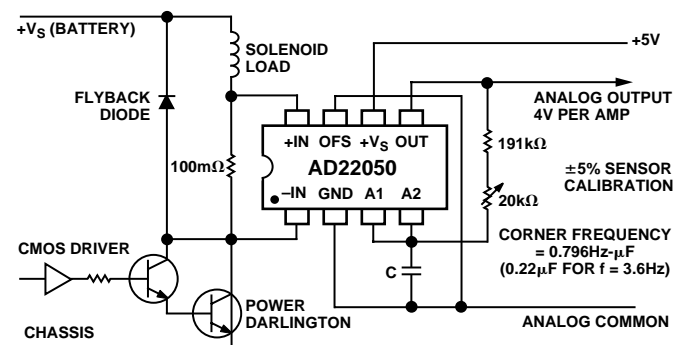 +VS (BATTERY)
SOLENOID
LOAD
+5V
FLYBACK
DIODE
ANALOG OUTPUT
4V PER AMP
+IN OFS +VS OUT
191kΩ
100mΩ
AD22050
±5% SENSOR
CALIBRATION
–IN GND A1 A2
20kΩ
CORNER FREQUENCY
= 0.796Hz-μF
(0.22μF FOR f = 3.6Hz)
CMOS DRIVER
C
POWER
DARLINGTON
ANALOG COMMON
CHASSIS